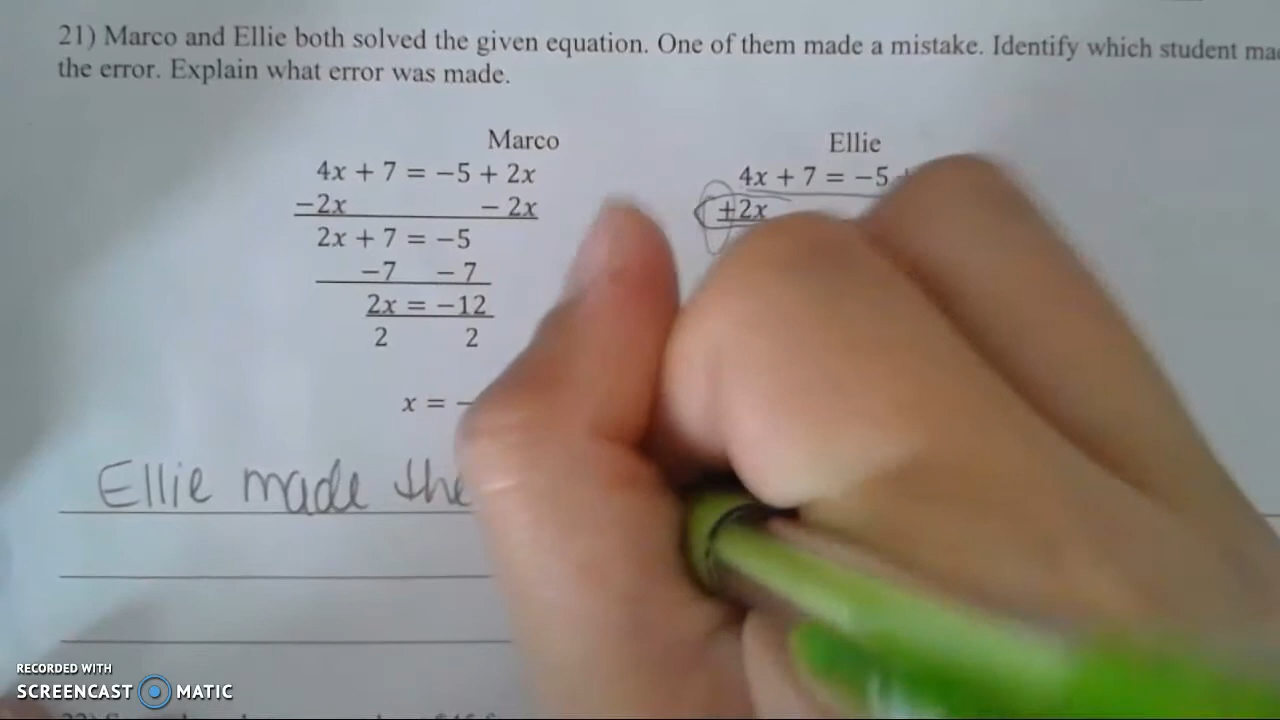 21) Marco and Ellie both solved the given equation. One of them made a mistake. Identify which student
the error. Explain what error was made.
Marco
4x + 7 = −5 + 2x
−2x − 2x
2x + 7 = −5
−7 − 7
2x = −12
2 2
x = −
Ellie
4x + 7 = −5
+2x
Ellie made the
RECORDED WITH
SCREENCAST MATIC